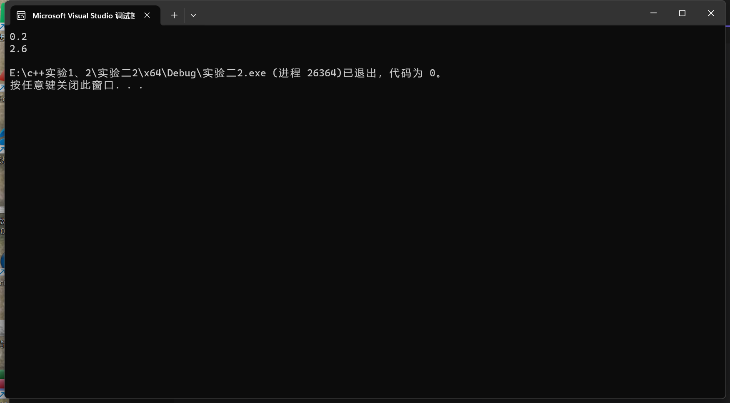 Microsoft Visual Studio 调试控
0.2
2.6
E:\c++实验1、2\实验二2\x64\Debug\实验二2.exe (进程 26364)已退出，代码为 0。
按任意键关闭此窗口. . .